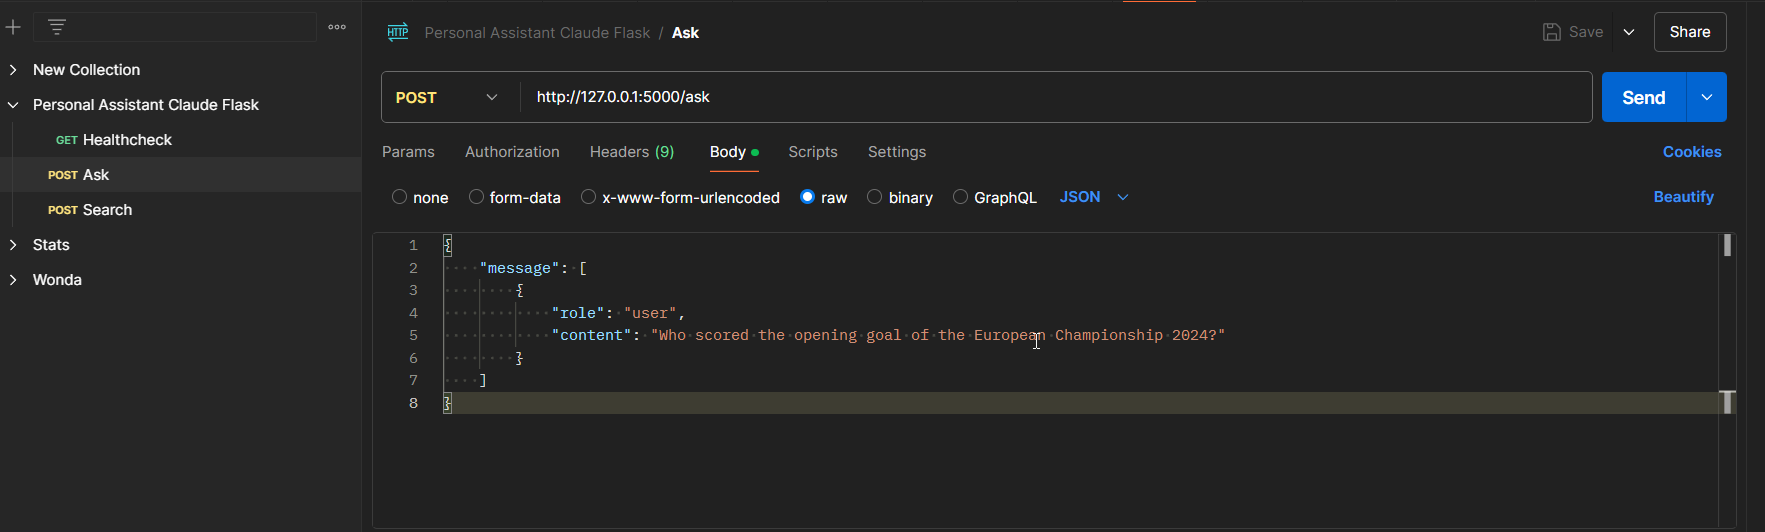 HTTP Personal Assistant Claude Flask / Ask
Save
Share
New Collection
Personal Assistant Claude Flask
GET Healthcheck
POST Ask
POST Search
Stats
Wonda
POST http://127.0.0.1:5000/ask
Send
Params Authorization Headers (9) Body Scripts Settings Cookies
none form-data x-www-form-urlencoded raw binary GraphQL JSON Beautify
1 {
2 "message": [
3 {
4 "role": "user",
5 "content": "Who scored the opening goal of the European Championship 2024?"
6 }
7 ]
8 }